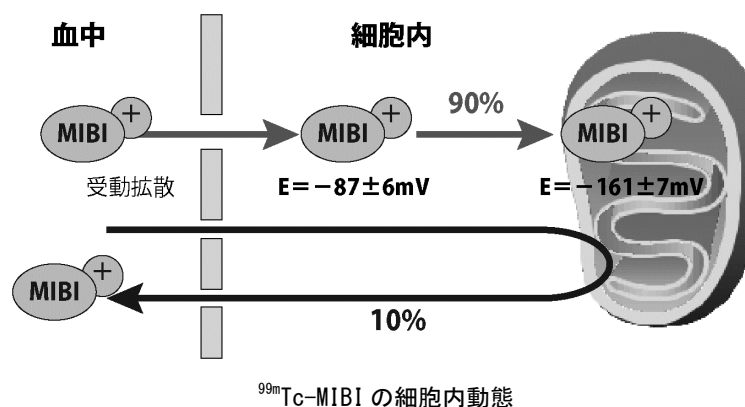 血中
細胞内
MIBI +
MIBI +
90%
MIBI +
受動拡散
E=−87±6mV
E=−161±7mV
MIBI +
10%
99mTc-MIBI の細胞内動態